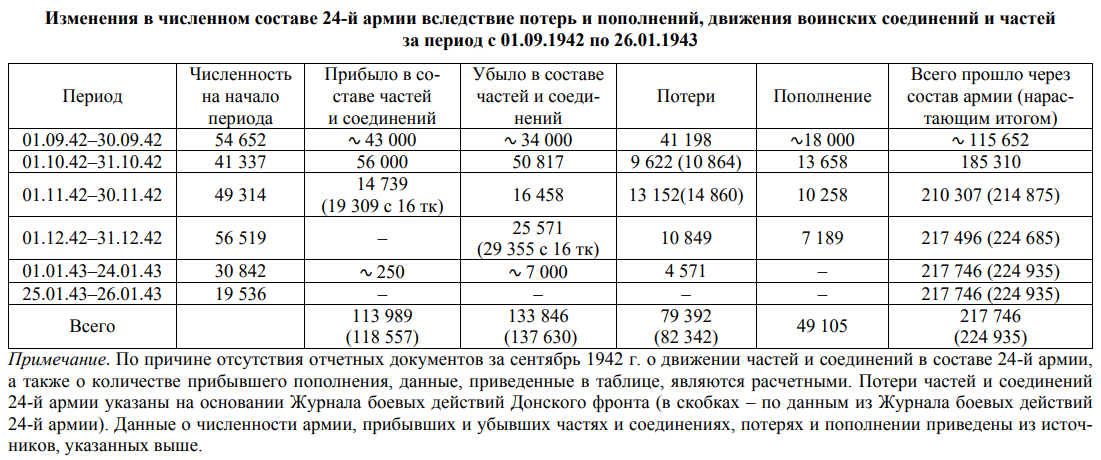 Изменения в численном составе 24-й армии вследствие потерь и пополнений, движения воинских соединений и частей
за период с 01.09.1942 по 26.01.1943
Период | Численность на начало периода | Прибыло в со-ставе частей и соединений | Убыло в составе частей и соеди-нений | Потери | Пополнение | Всего прошло через состав армии (нарас-тающим итогом)
01.09.42–30.09.42 | 54 652 | ~ 43 000 | ~ 34 000 | 41 198 | ~18 000 | ~ 115 652
01.10.42–31.10.42 | 41 337 | 56 000 | 50 817 | 9 622 (10 864) | 13 658 | 185 310
01.11.42–30.11.42 | 49 314 | 14 739 (19 309 с 16 тк) | 16 458 | 13 152(14 860) | 10 258 | 210 307 (214 875)
01.12.42–31.12.42 | 56 519 | – | 25 571 (29 355 с 16 тк) | 10 849 | 7 189 | 217 496 (224 685)
01.01.43–24.01.43 | 30 842 | ~ 250 | ~ 7 000 | 4 571 | – | 217 746 (224 935)
25.01.43–26.01.43 | 19 536 | – | – | – | – | 217 746 (224 935)
Всего | | 113 989 (118 557) | 133 846 (137 630) | 79 392 (82 342) | 49 105 | 217 746 (224 935)
Примечание. По причине отсутствия отчетных документов за сентябрь 1942 г. о движении частей и соединений в составе 24-й армии,
а также о количестве прибывшего пополнения, данные, приведенные в таблице, являются расчетными. Потери частей и соединений
24-й армии указаны на основании Журнала боевых действий Донского фронта (в скобках – по данным из Журнала боевых действий
24-й армии). Данные о численности армии, прибывших и убывших частях и соединениях, потерях и пополнении приведены из источ-
ников, указанных выше.